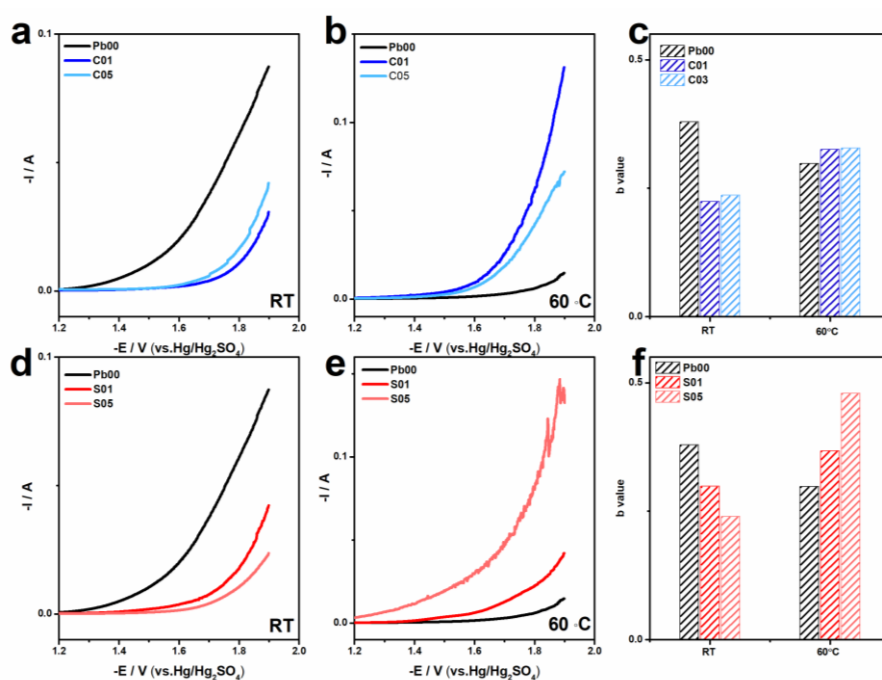 a
Pb00
C01
C05
0.1
0.0
-I / A
1.2 1.4 1.6 1.8 2.0
-E / V (vs.Hg/Hg2SO4)
RT
b
Pb00
C01
C05
0.1
0.0
-I / A
1.2 1.4 1.6 1.8 2.0
-E / V (vs.Hg/Hg2SO4)
60 °C
c
Pb00
C01
C03
0.5
0.0
b value
RT 60°C
d
Pb00
S01
S05
0.1
0.0
-I / A
1.2 1.4 1.6 1.8 2.0
-E / V (vs.Hg/Hg2SO4)
RT
e
Pb00
S01
S05
0.1
0.0
-I / A
1.2 1.4 1.6 1.8 2.0
-E / V (vs.Hg/Hg2SO4)
60 °C
f
Pb00
S01
S05
0.5
0.0
b value
RT 60°C